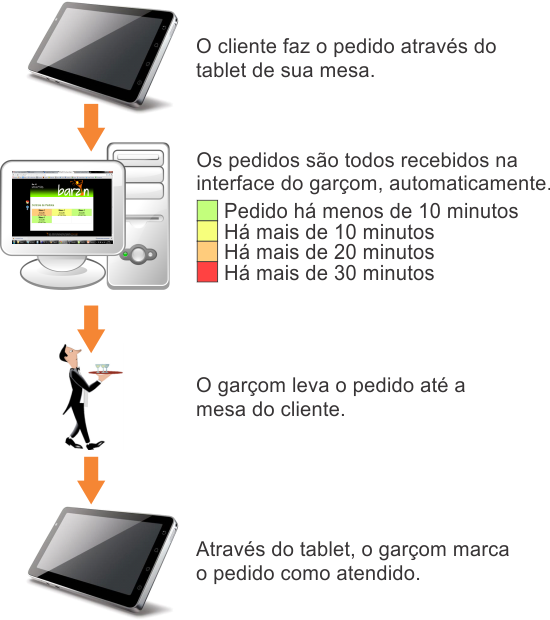 O cliente faz o pedido através do
tablet de sua mesa.
Os pedidos são todos recebidos na
interface do garçom, automaticamente.
barzin
Pedido há menos de 10 minutos
Há mais de 10 minutos
Há mais de 20 minutos
Há mais de 30 minutos
O garçom leva o pedido até a
mesa do cliente.
Através do tablet, o garçom marca
o pedido como atendido.